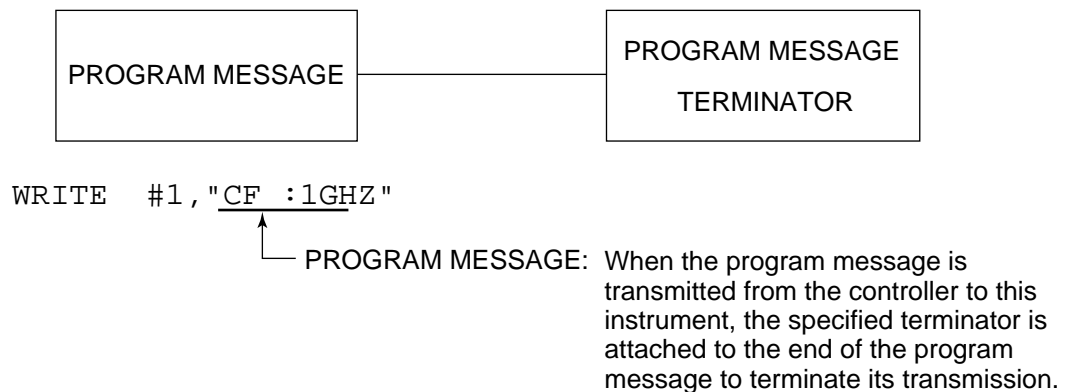 PROGRAM MESSAGE
PROGRAM MESSAGE
TERMINATOR
WRITE #1,"CF :1GHZ"
PROGRAM MESSAGE: When the program message is
transmitted from the controller to this
instrument, the specified terminator is
attached to the end of the program
message to terminate its transmission.